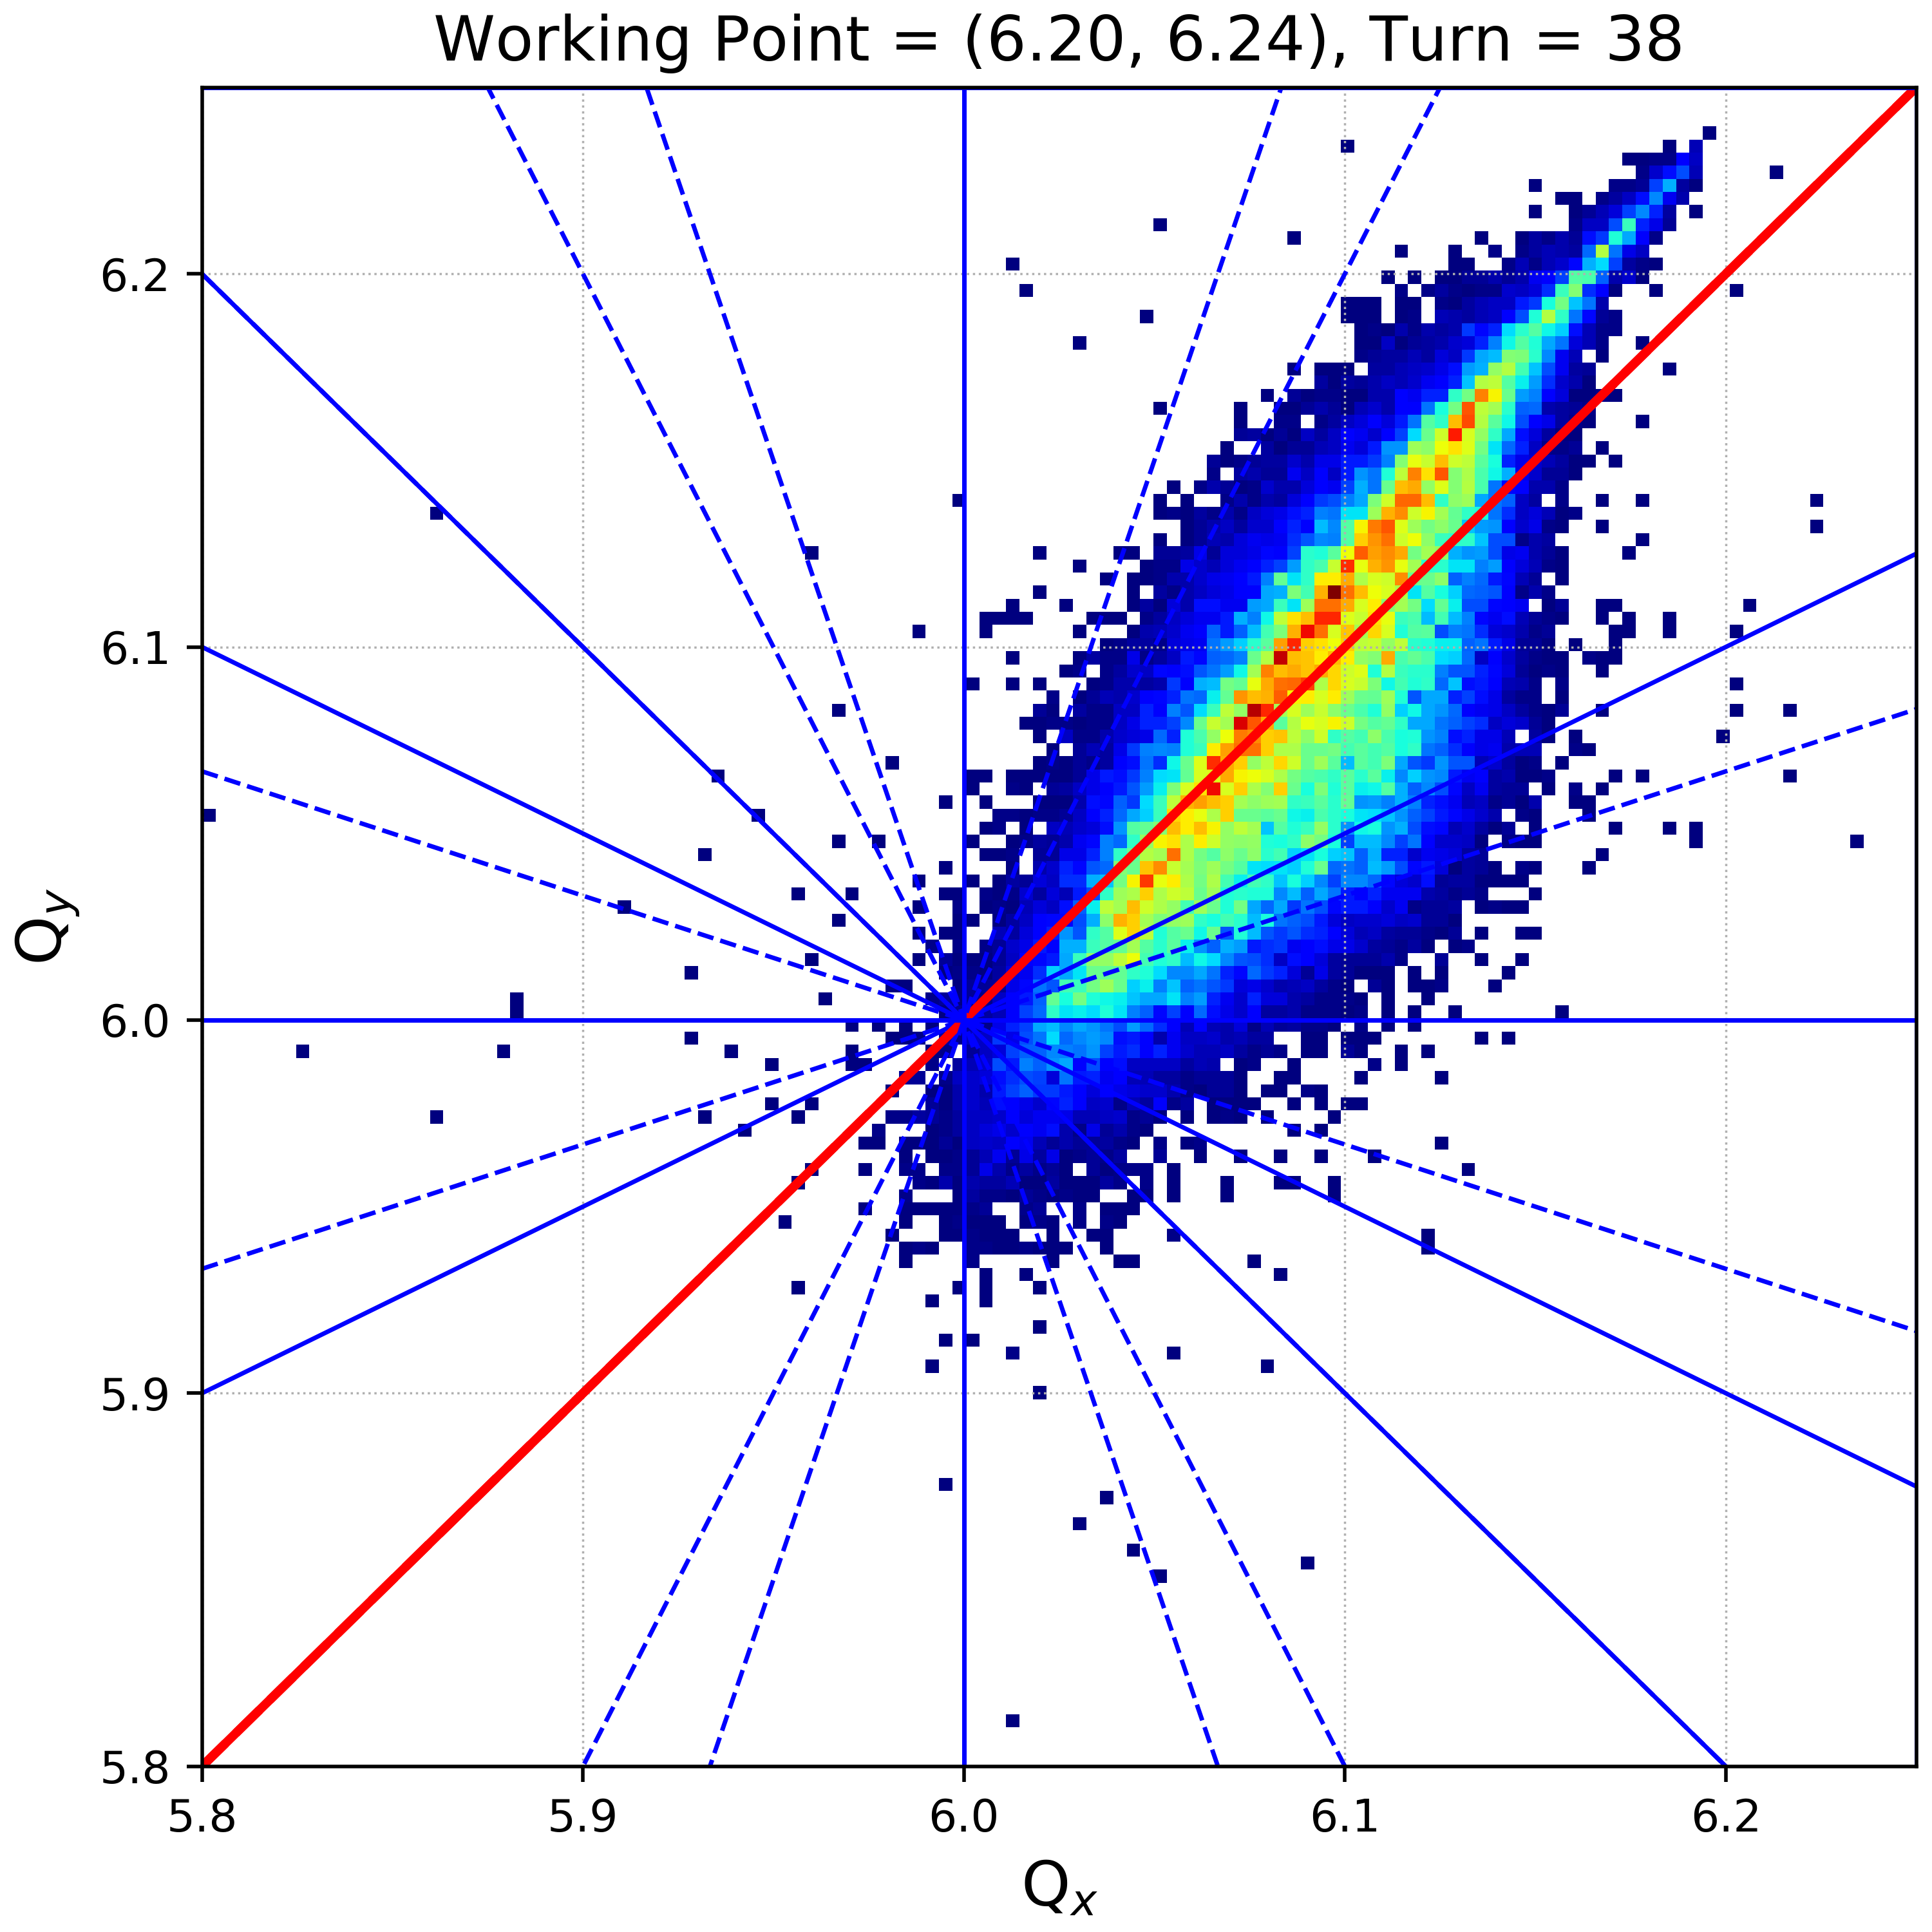 Working Point = (6.20, 6.24), Turn = 38
6.2
6.1
6.0
5.9
5.8
Qy
5.8 5.9 6.0 6.1 6.2
Qx